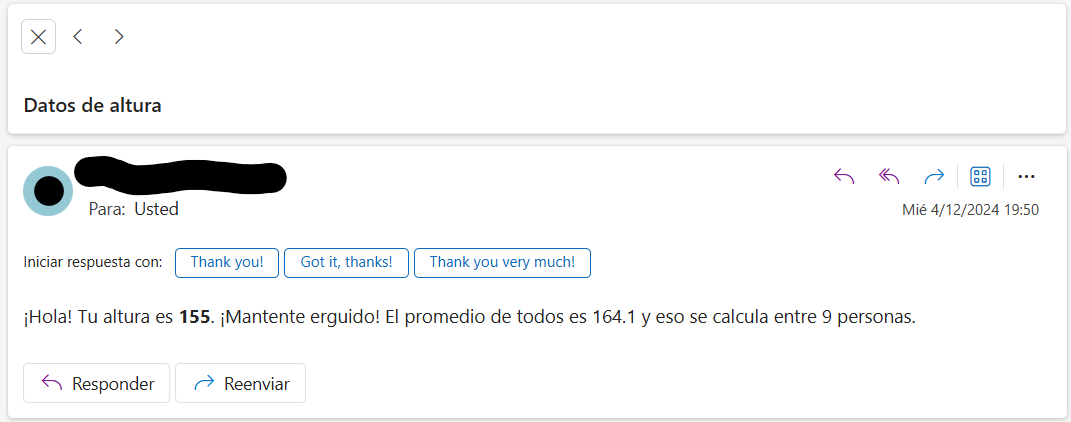 Datos de altura
Para: Usted
Mié 4/12/2024 19:50
Iniciar respuesta con: Thank you! Got it, thanks! Thank you very much!
¡Hola! Tu altura es 155. ¡Mantente erguido! El promedio de todos es 164.1 y eso se calcula entre 9 personas.
Responder Reenviar